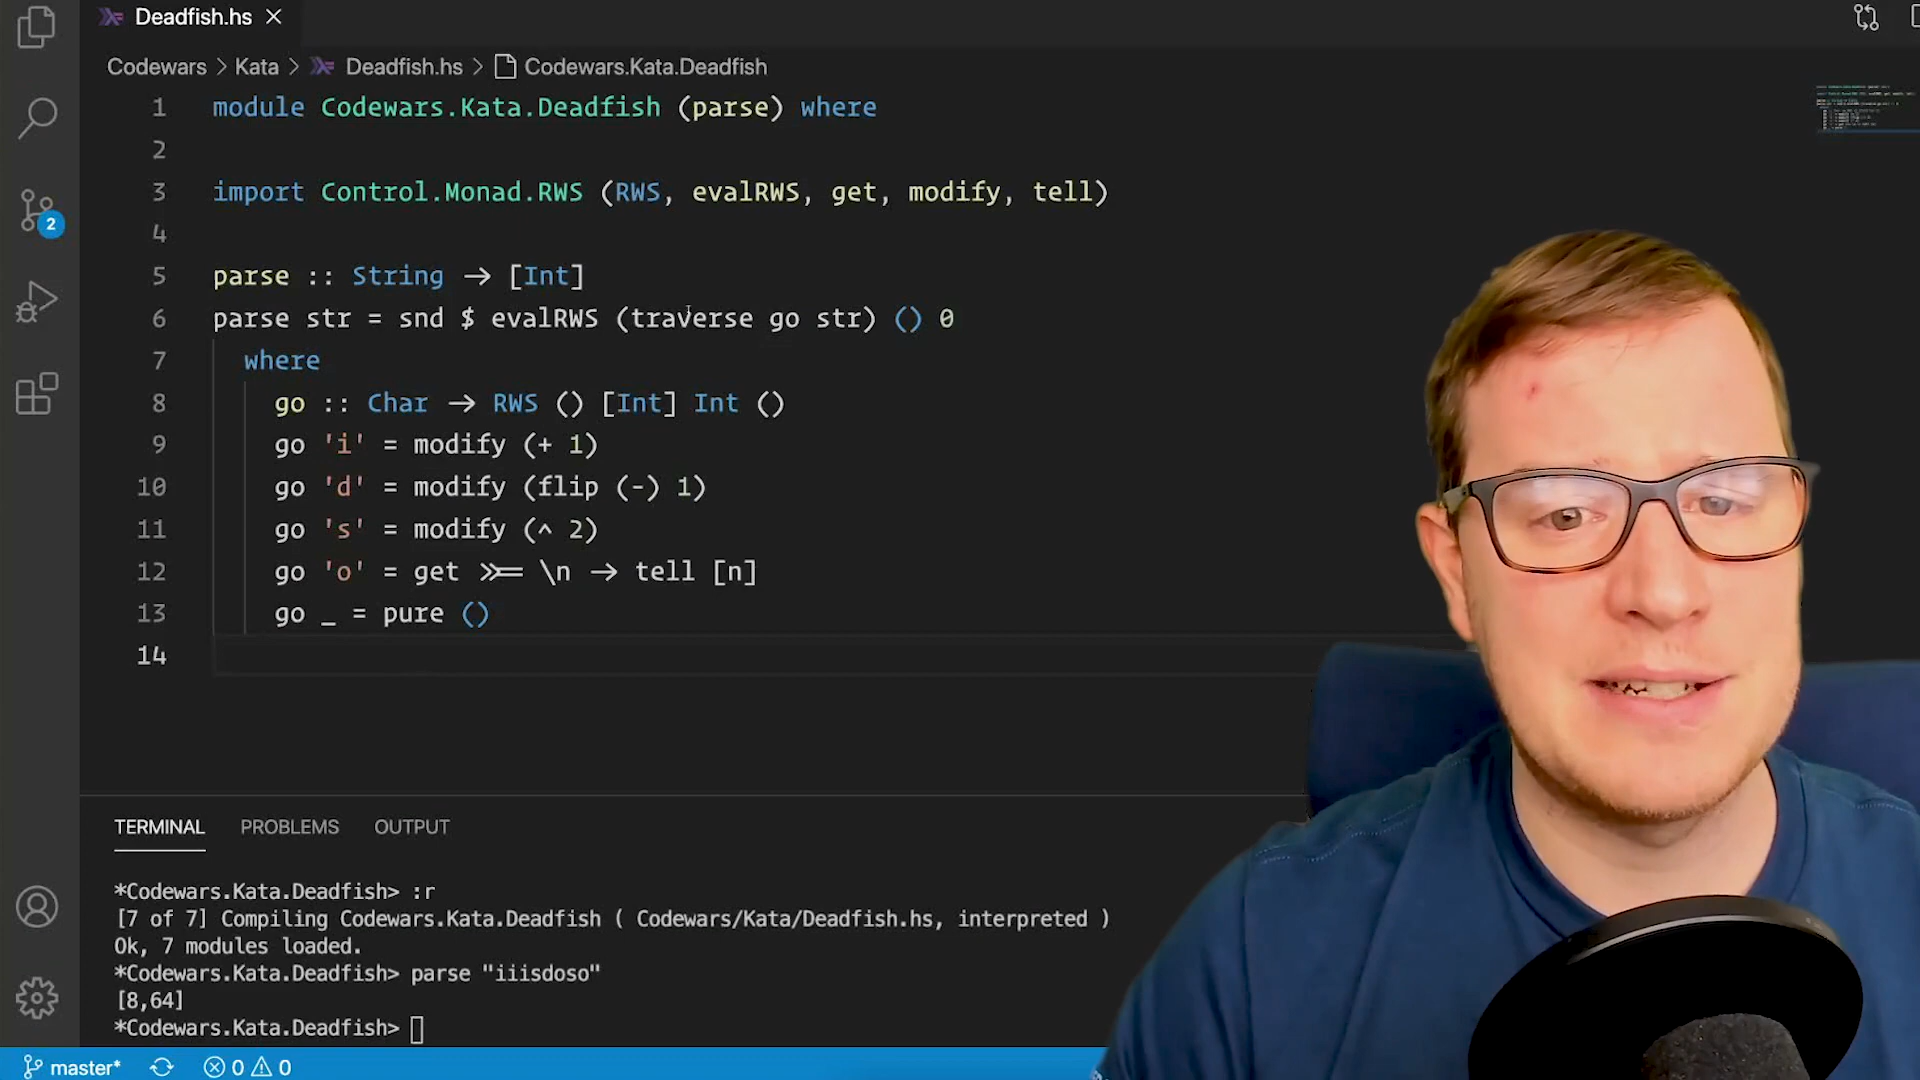 Deadfish.hs
Codewars > Kata > Deadfish.hs > Codewars.Kata.Deadfish
1 module Codewars.Kata.Deadfish (parse) where
2
3 import Control.Monad.RWS (RWS, evalRWS, get, modify, tell)
4
5 parse :: String → [Int]
6 parse str = snd $ evalRWS (traverse go str) () 0
7 where
8 go :: Char → RWS () [Int] Int ()
9 go 'i' = modify (+ 1)
10 go 'd' = modify (flip (-) 1)
11 go 's' = modify (^ 2)
12 go 'o' = get >>= \n → tell [n]
13 go _ = pure ()
14
2
TERMINAL PROBLEMS OUTPUT
*Codewars.Kata.Deadfish> :r
[7 of 7] Compiling Codewars.Kata.Deadfish ( Codewars/Kata/Deadfish.hs, interpreted )
Ok, 7 modules loaded.
*Codewars.Kata.Deadfish> parse "iiisdoso"
[8,64]
*Codewars.Kata.Deadfish>
master* 0 0